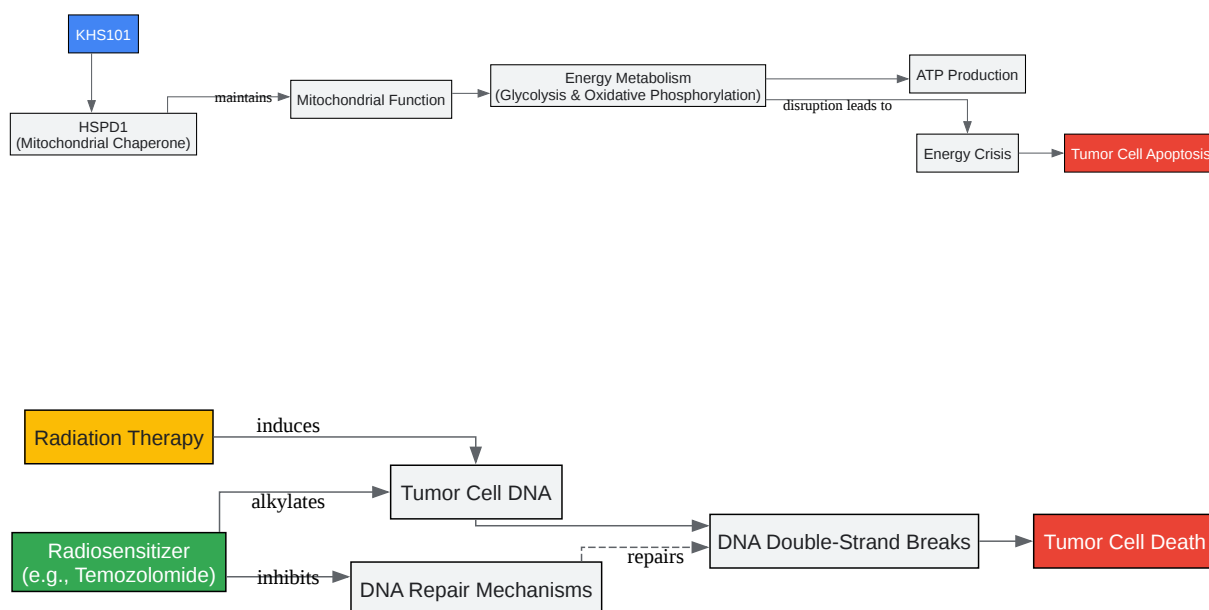 KHS101
HSPD1
(Mitochondrial Chaperone)
maintains
Mitochondrial Function
Energy Metabolism
(Glycolysis & Oxidative Phosphorylation)
ATP Production
disruption leads to
Energy Crisis
Tumor Cell Apoptosis
Radiation Therapy
induces
Tumor Cell DNA
alkylates
Radiosensitizer
(e.g., Temozolomide)
inhibits
DNA Repair Mechanisms
repairs
DNA Double-Strand Breaks
Tumor Cell Death